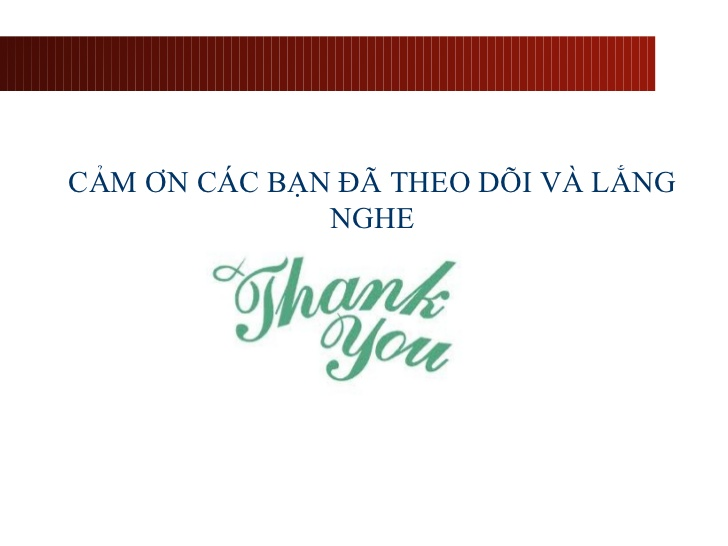 CẢM ƠN CÁC BẠN ĐÃ THEO DÕI VÀ LẮNG
NGHE
Thank
You